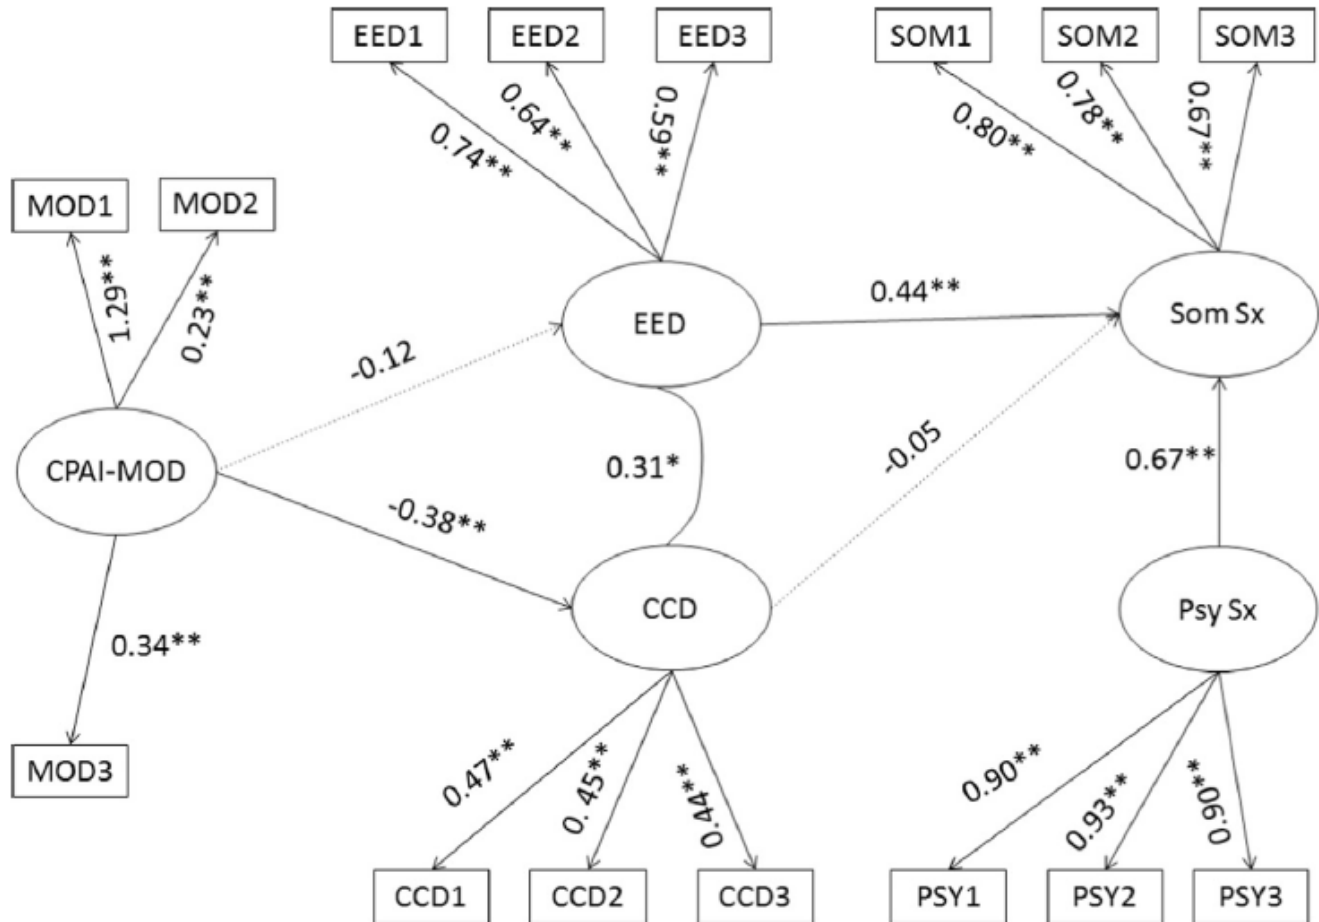 EED1
EED2
EED3
SOM1
SOM2
SOM3
0.74**
0.64**
0.59**
0.80**
0.78**
0.67**
MOD1
MOD2
1.29**
0.23**
EED
0.44**
Som Sx
-0.12
CPAI-MOD
0.31*
-0.05
0.67**
-0.38**
CCD
Psy Sx
0.34**
MOD3
0.47**
0. 45**
0.44**
0.90**
0.93**
0.90**
CCD1
CCD2
CCD3
PSY1
PSY2
PSY3